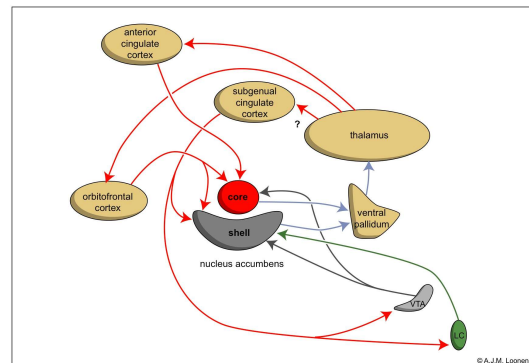 anterior
cingulate
cortex
subgenual
cingulate
cortex
?
thalamus
orbitofrontal
cortex
core
shell
ventral
pallidum
nucleus accumbens
VTA
LC
© A.J.M. Loonen